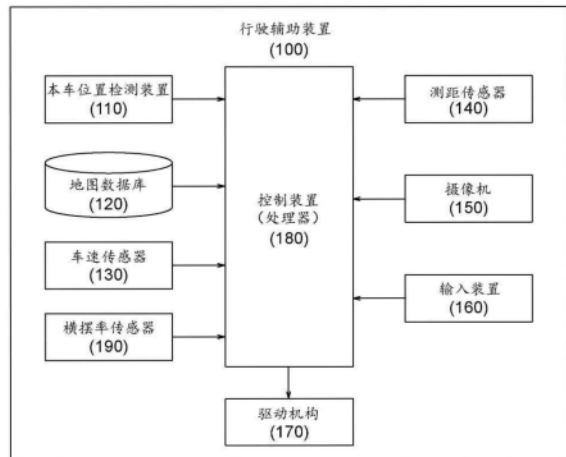 行驶辅助装置
(100)
本车位置检测装置
(110)
地图数据库
(120)
车速传感器
(130)
横摆率传感器
(190)
控制装置
(处理器)
(180)
测距传感器
(140)
摄像机
(150)
输入装置
(160)
驱动机构
(170)